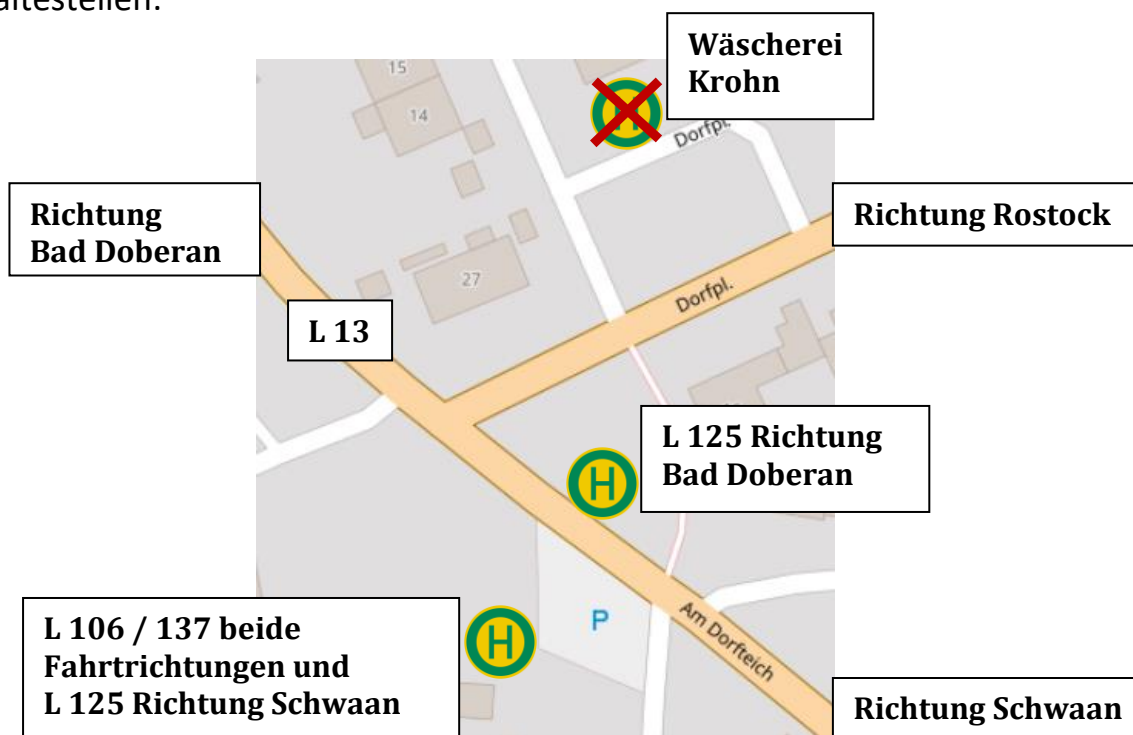 Wäscherei
Krohn
15
14
H
Dorfpl.
Richtung
Bad Doberan
Richtung Rostock
27
Dorfpl.
L 13
L 125 Richtung
Bad Doberan
H
L 106 / 137 beide
Fahrtrichtungen und
L 125 Richtung Schwaan
H
P
Am Dorfteich
Richtung Schwaan